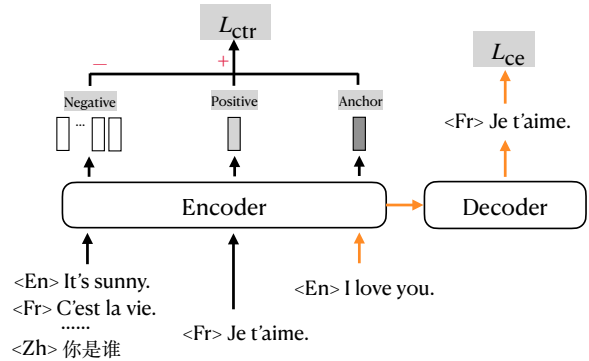 L_ctr
− +
L_ce
Negative Positive Anchor
...
<Fr> Je t'aime.
Encoder Decoder
<En> It's sunny.
<En> I love you.
<Fr> C'est la vie.
......
<Fr> Je t'aime.
<Zh> 你是谁